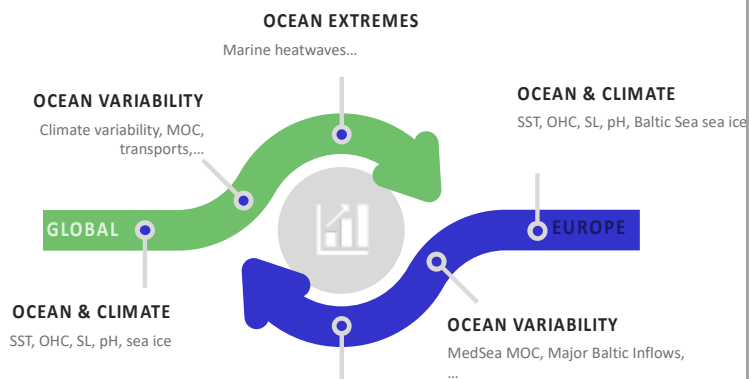 OCEAN EXTREMES
Marine heatwaves…
OCEAN VARIABILITY
Climate variability, MOC,
transports,…
OCEAN & CLIMATE
SST, OHC, SL, pH, Baltic Sea sea ice
GLOBAL
EUROPE
OCEAN & CLIMATE
SST, OHC, SL, pH, sea ice
OCEAN VARIABILITY
MedSea MOC, Major Baltic Inflows,
…